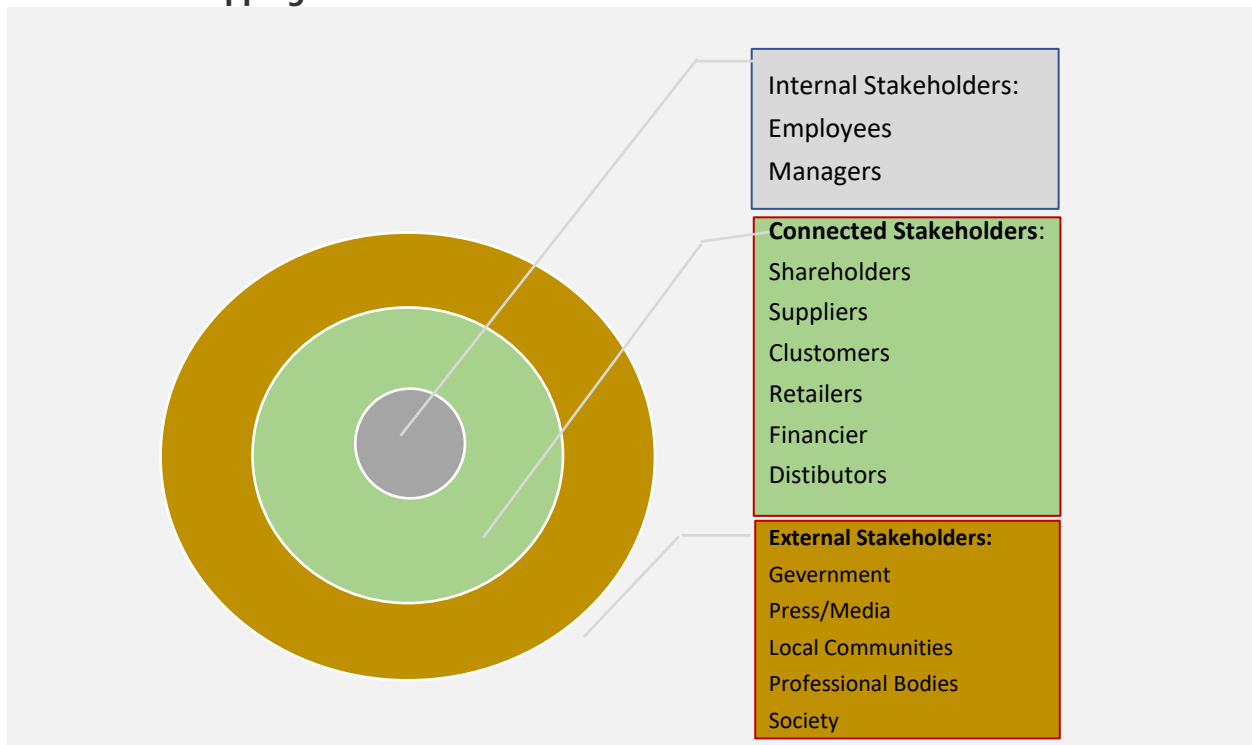 Internal Stakeholders:
Employees
Managers
Connected Stakeholders:
Shareholders
Suppliers
Clustomers
Retailers
Financier
Distibutors
External Stakeholders:
Gevernment
Press/Media
Local Communities
Professional Bodies
Society